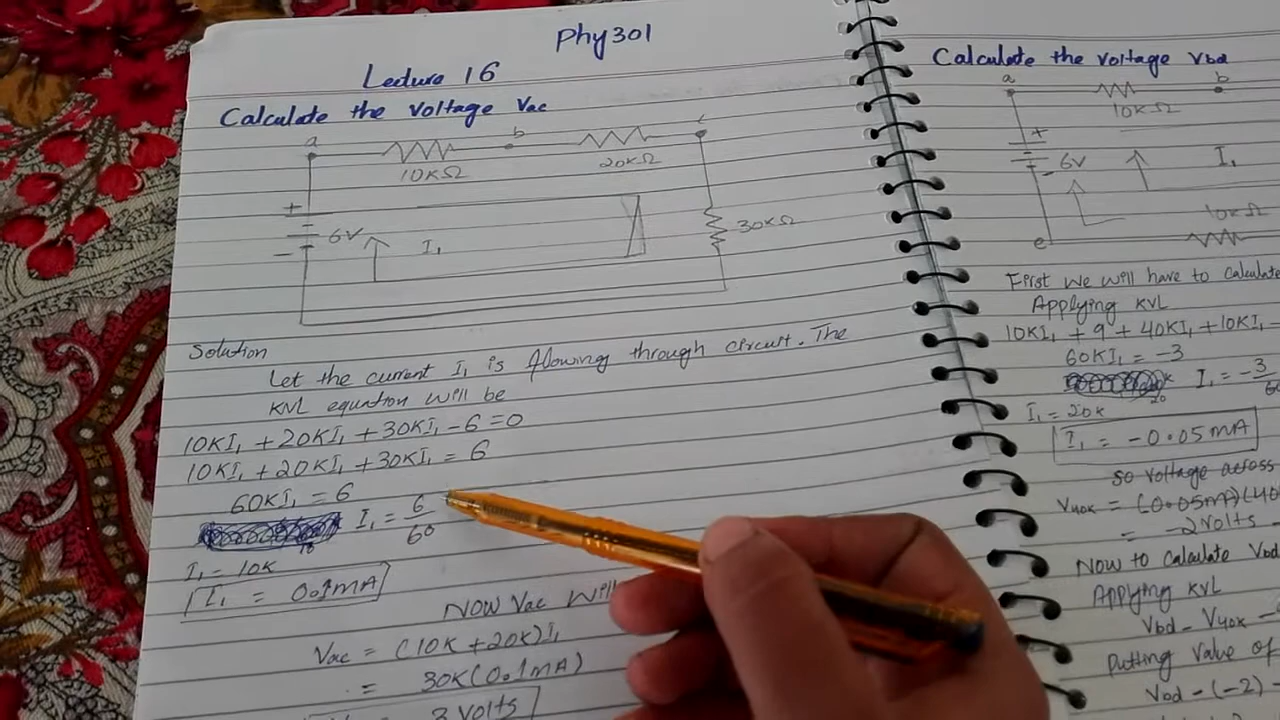 Phy301
Lecture 16
Calculate the voltage Vac
a
b
c
10KΩ
20KΩ
+
6V
-
I₁
30KΩ
Solution
Let the current I₁ is flowing through circuit. The
KVL equation will be
10KI₁ + 20KI₁ + 30KI₁ - 6 = 0
10KI₁ + 20KI₁ + 30KI₁ = 6
60KI₁ = 6
I₁ = 6/60
I₁ = 10K
I₁ = 0.1mA
Now Vac will
Vac = (10K + 20K)I₁
= 30K(0.1mA)
3 volts
Calculate the voltage Vbd
a
b
10KΩ
+
6V
-
I₁
10KΩ
e
First we will have to calculate
Applying KVL
10KI₁ + 9 + 40KI₁ + 10KI₁ -
60KI₁ = -3
I₁ = -3/60
I₁ = 20K
I₁ = -0.05mA
so voltage across
V40K = (0.05mA)(40
= -2volts
Now to calculate Vbd
Applying KVL
Vbd - V40K -
Putting value of
Vbd - (-2) -